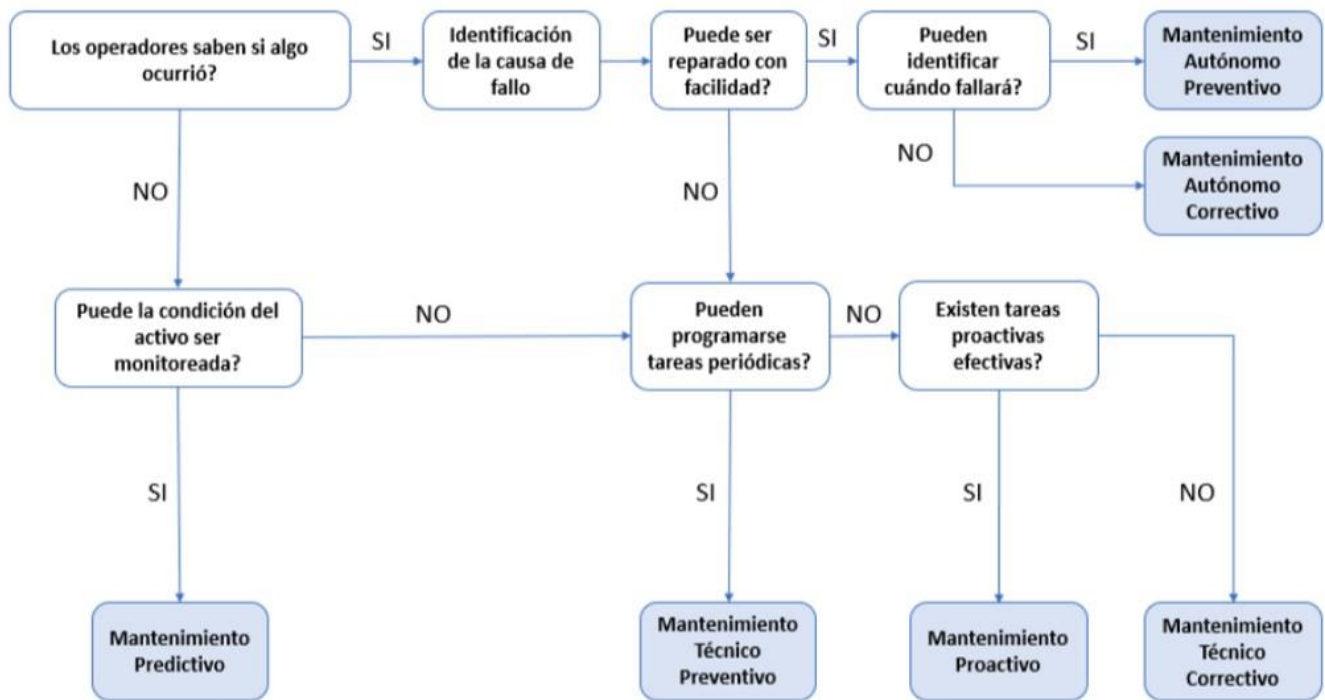 Los operadores saben si algo
ocurrió?
SI
Identificación
de la causa de
fallo
Puede ser
reparado con
facilidad?
SI
Pueden
identificar
cuándo fallará?
SI
Mantenimiento
Autónomo
Preventivo
NO
Mantenimiento
Autónomo
Correctivo
NO
NO
Puede la condición del
activo ser
monitoreada?
NO
Pueden
programarse
tareas periódicas?
NO
Existen tareas
proactivas
efectivas?
SI
SI
SI
NO
Mantenimiento
Predictivo
Mantenimiento
Técnico
Preventivo
Mantenimiento
Proactivo
Mantenimiento
Técnico
Correctivo